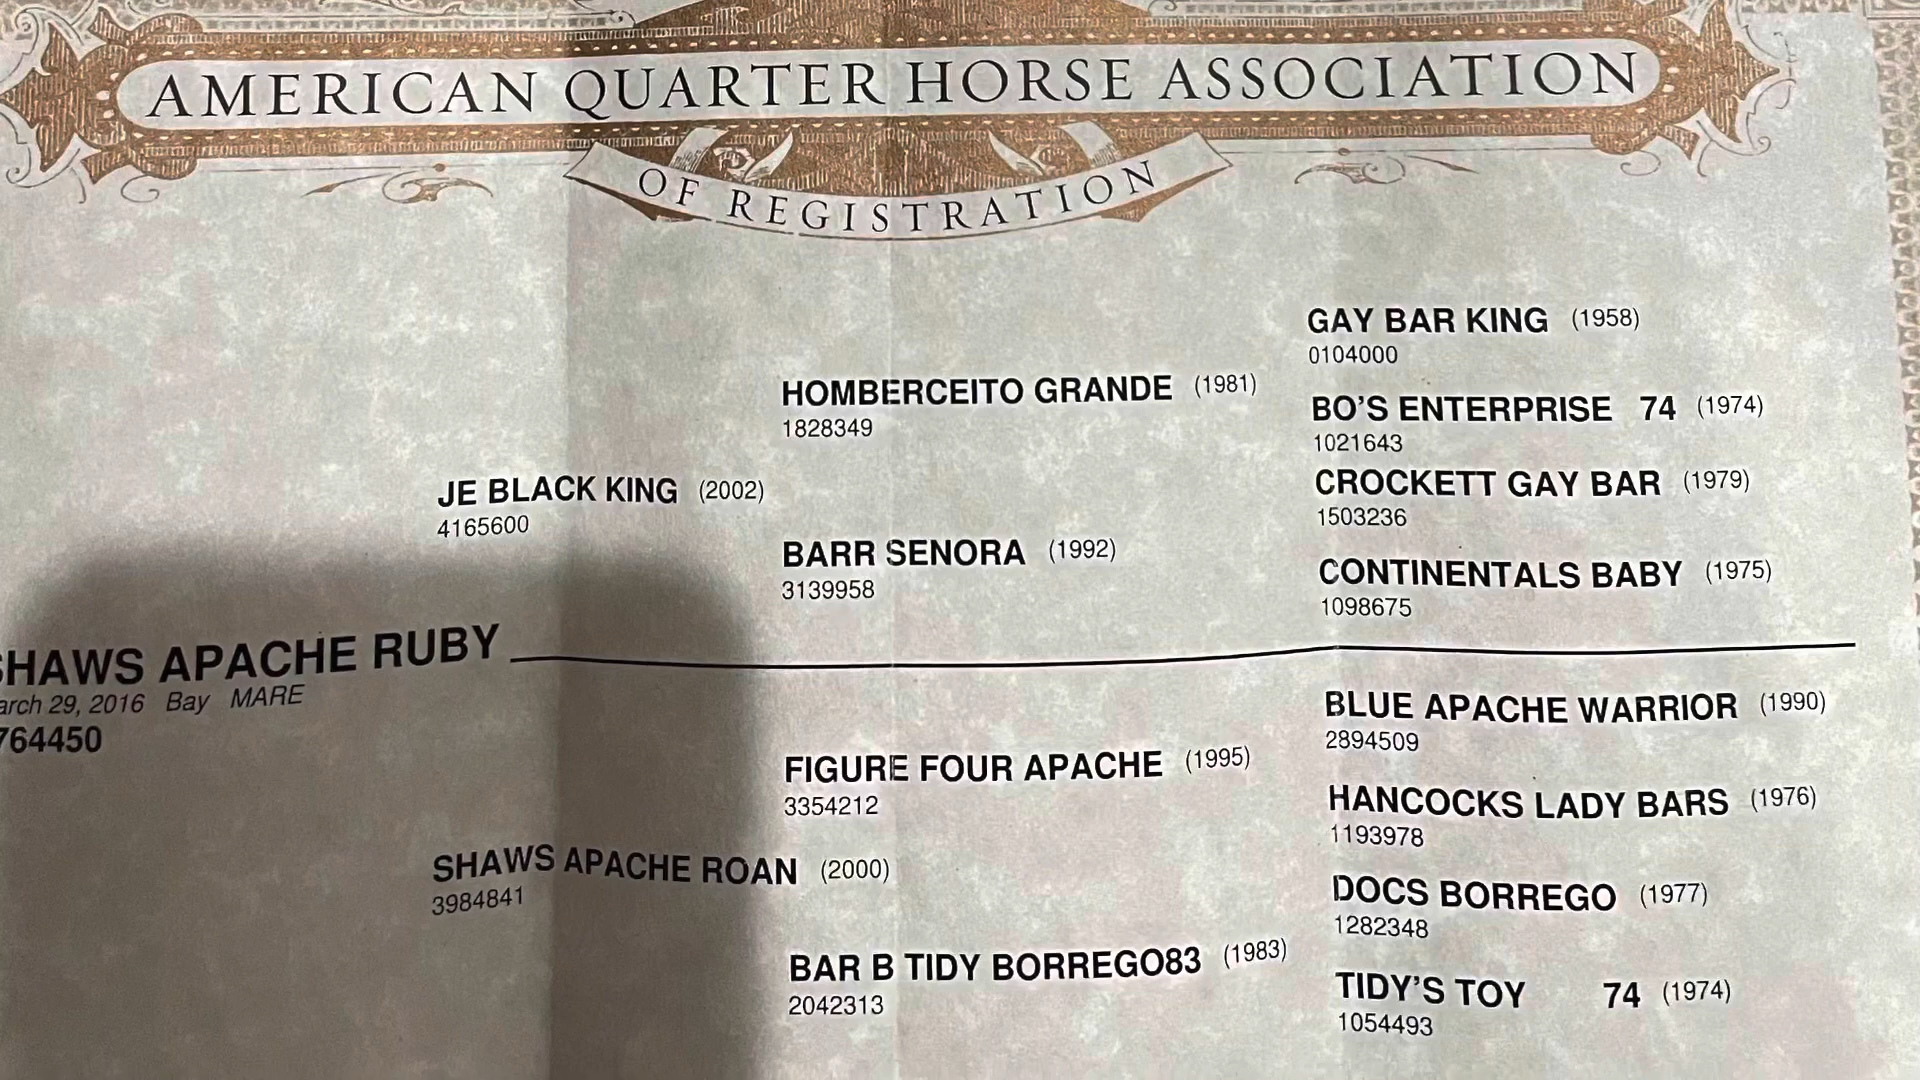 AMERICAN QUARTER HORSE ASSOCIATION
OF REGISTRATION
GAY BAR KING (1958)
0104000
HOMBERCEITO GRANDE (1981)
1828349
BO'S ENTERPRISE 74 (1974)
1021643
JE BLACK KING (2002)
4165600
CROCKETT GAY BAR (1979)
1503236
BARR SENORA (1992)
3139958
CONTINENTALS BABY (1975)
1098675
SHAWS APACHE RUBY
arch 29, 2016 Bay MARE
764450
BLUE APACHE WARRIOR (1990)
2894509
FIGURE FOUR APACHE (1995)
3354212
HANCOCKS LADY BARS (1976)
1193978
SHAWS APACHE ROAN (2000)
3984841
DOCS BORREGO (1977)
1282348
BAR B TIDY BORREGO83 (1983)
2042313
TIDY'S TOY 74 (1974)
1054493